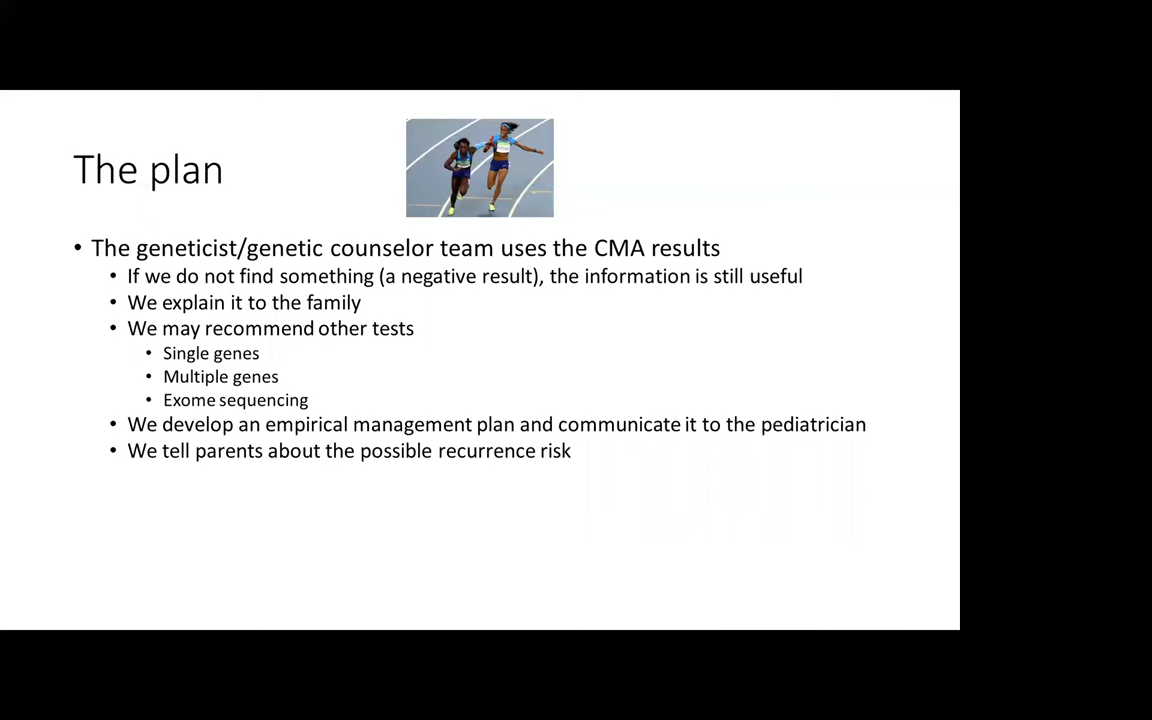 The plan
• The geneticist/genetic counselor team uses the CMA results
• If we do not find something (a negative result), the information is still useful
• We explain it to the family
• We may recommend other tests
• Single genes
• Multiple genes
• Exome sequencing
• We develop an empirical management plan and communicate it to the pediatrician
• We tell parents about the possible recurrence risk